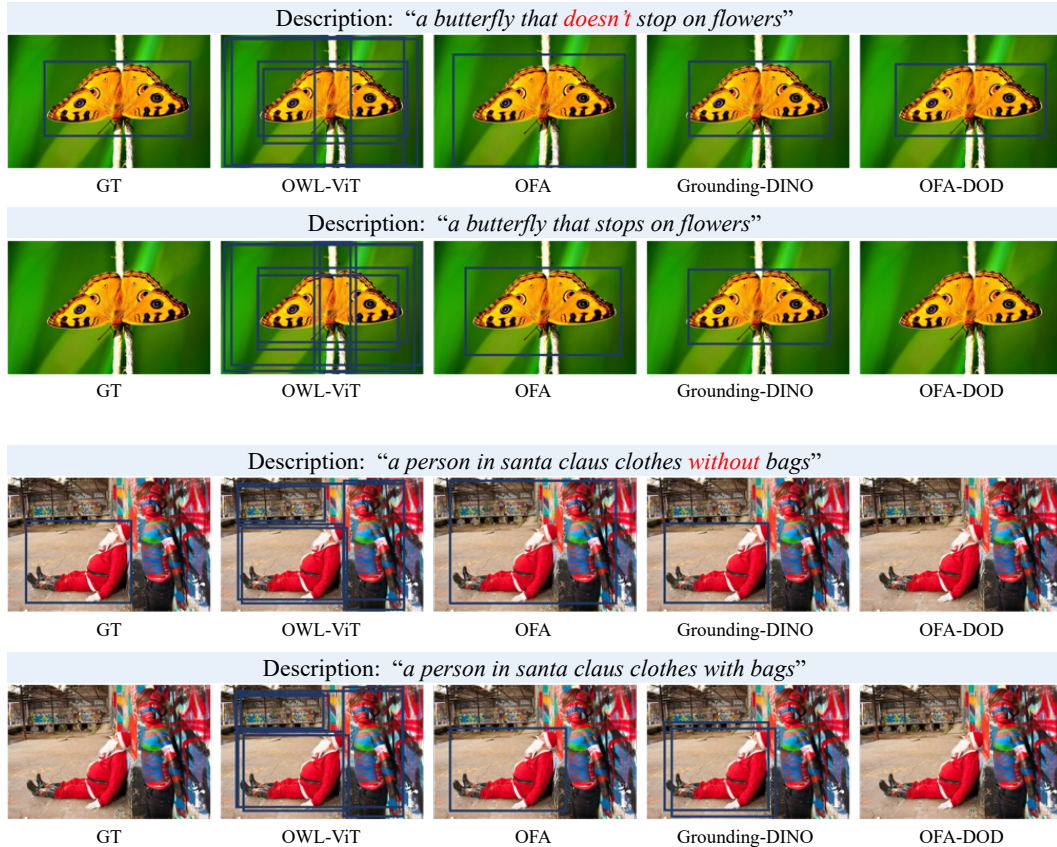 Description: “a butterfly that doesn’t stop on flowers”
GT OWL-ViT OFA Grounding-DINO OFA-DOD
Description: “a butterfly that stops on flowers”
GT OWL-ViT OFA Grounding-DINO OFA-DOD
Description: “a person in santa claus clothes without bags”
GT OWL-ViT OFA Grounding-DINO OFA-DOD
Description: “a person in santa claus clothes with bags”
GT OWL-ViT OFA Grounding-DINO OFA-DOD